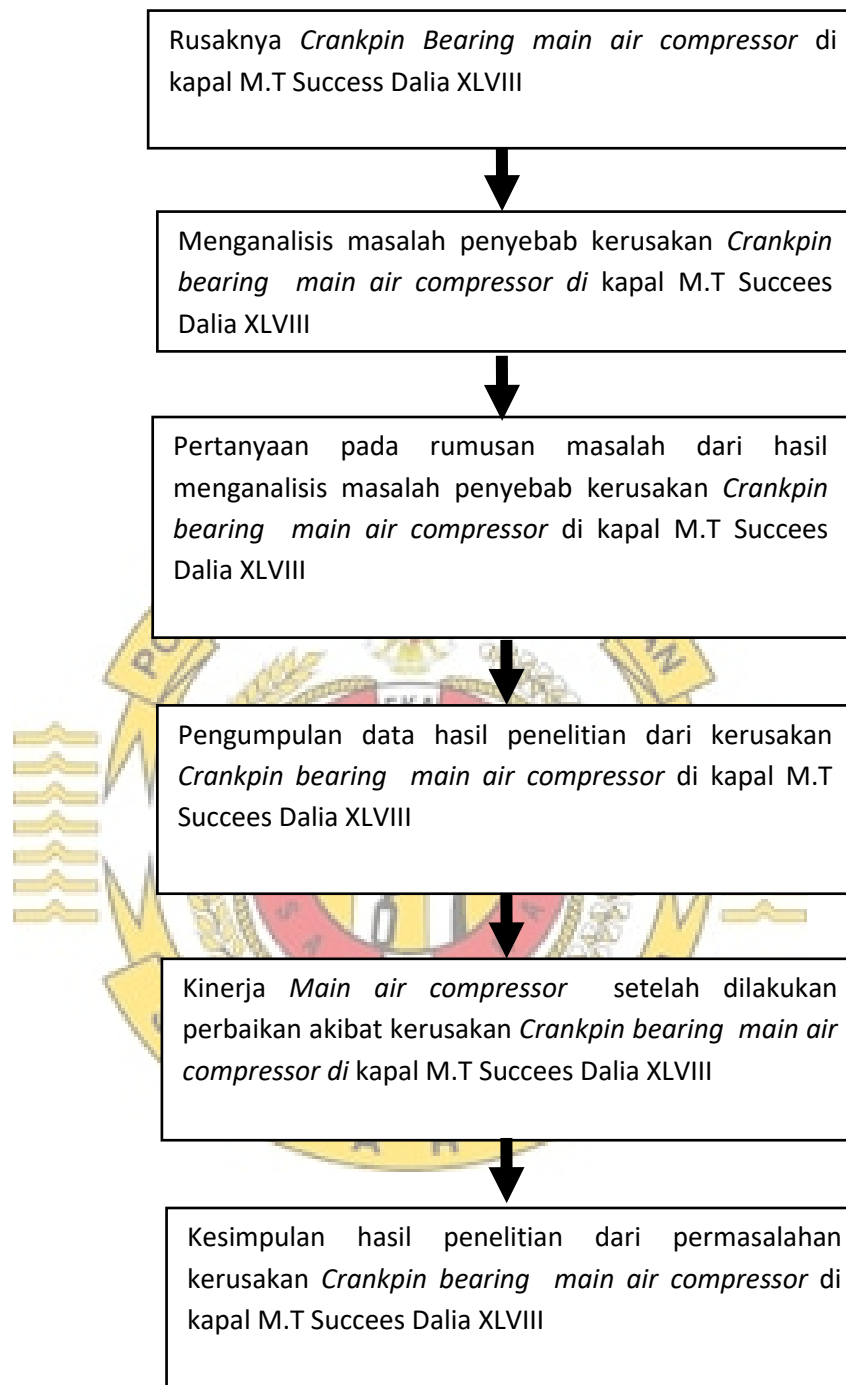 Rusaknya Crankpin Bearing main air compressor di
kapal M.T Success Dalia XLVIII
Menganalisis masalah penyebab kerusakan Crankpin
bearing main air compressor di kapal M.T Succees
Dalia XLVIII
Pertanyaan pada rumusan masalah dari hasil
menganalisis masalah penyebab kerusakan Crankpin
bearing main air compressor di kapal M.T Succees
Dalia XLVIII
Pengumpulan data hasil penelitian dari kerusakan
Crankpin bearing main air compressor di kapal M.T
Succees Dalia XLVIII
Kinerja Main air compressor setelah dilakukan
perbaikan akibat kerusakan Crankpin bearing main air
compressor di kapal M.T Succees Dalia XLVIII
Kesimpulan hasil penelitian dari permasalahan
kerusakan Crankpin bearing main air compressor di
kapal M.T Succees Dalia XLVIII